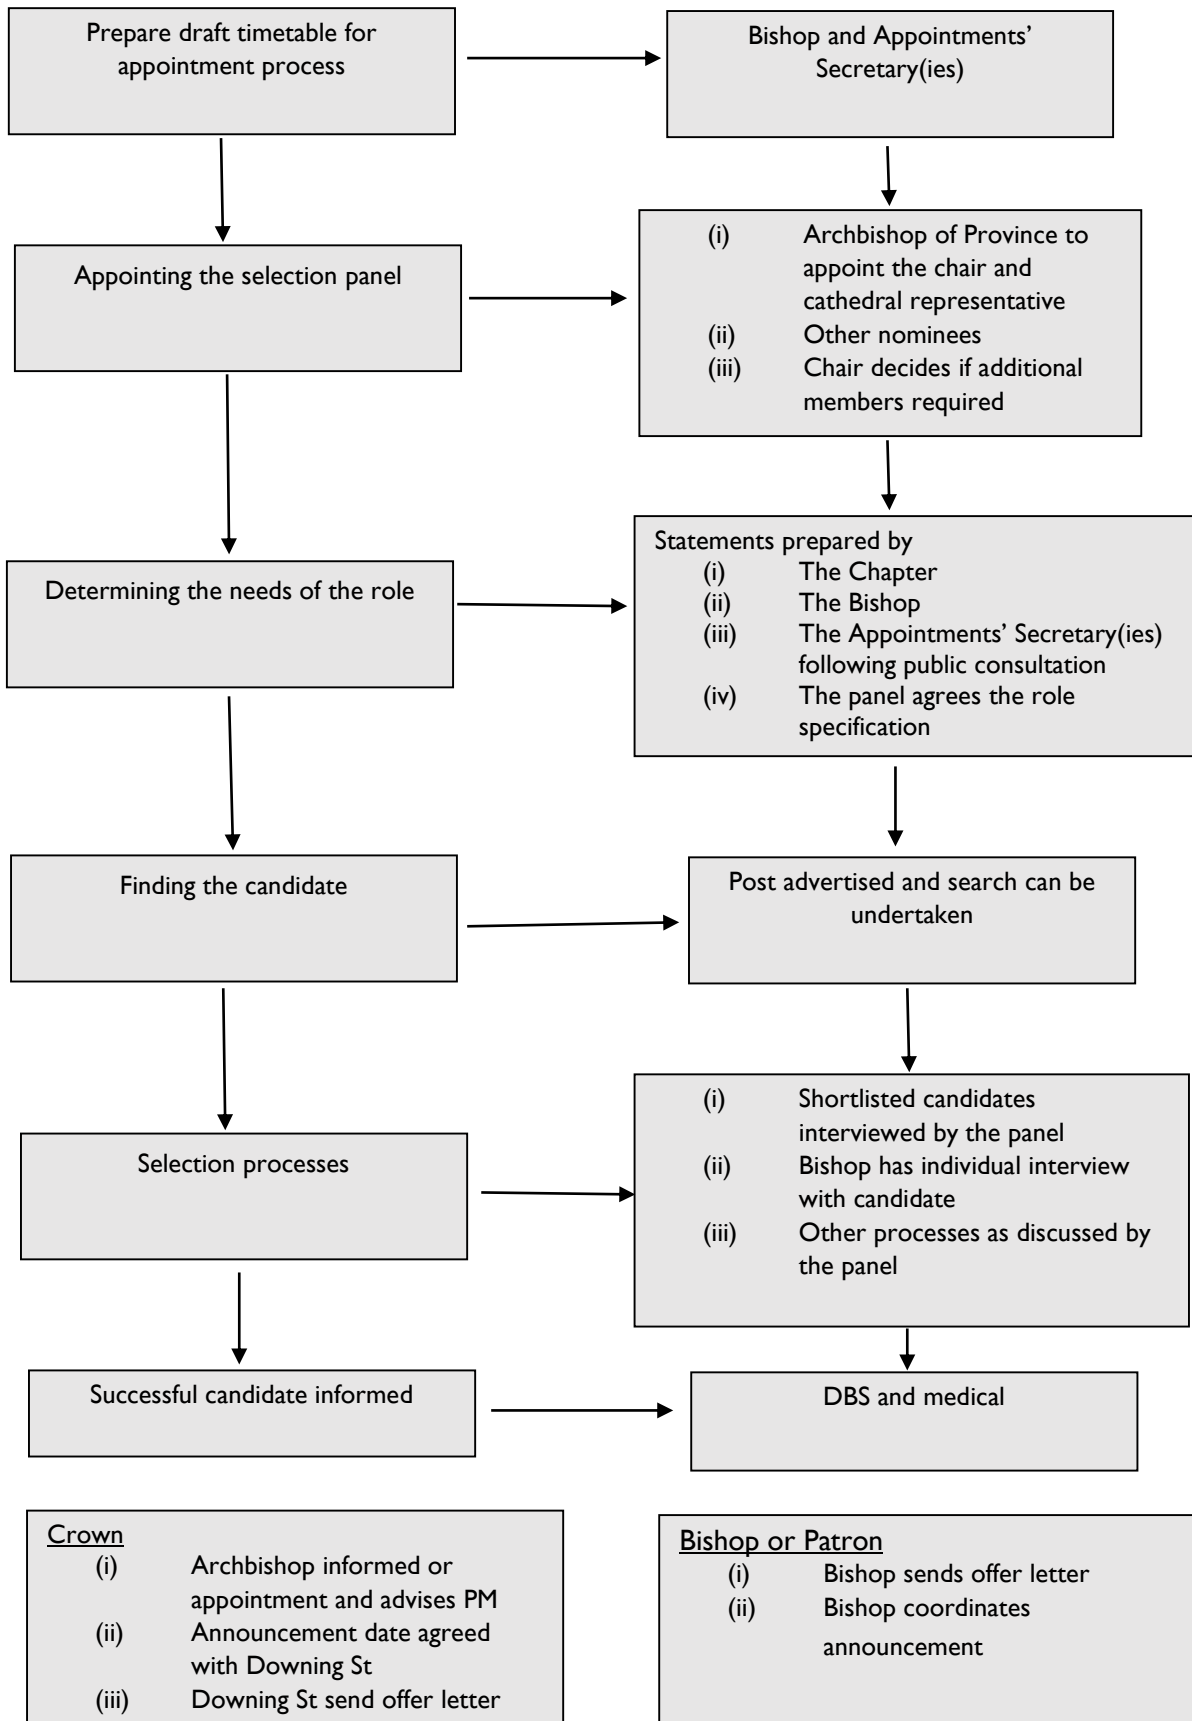 Prepare draft timetable for
appointment process
Bishop and Appointments’
Secretary(ies)
Appointing the selection panel
(i) Archbishop of Province to
appoint the chair and
cathedral representative
(ii) Other nominees
(iii) Chair decides if additional
members required
Determining the needs of the role
Statements prepared by
(i) The Chapter
(ii) The Bishop
(iii) The Appointments’ Secretary(ies)
following public consultation
(iv) The panel agrees the role
specification
Finding the candidate
Post advertised and search can be
undertaken
Selection processes
(i) Shortlisted candidates
interviewed by the panel
(ii) Bishop has individual interview
with candidate
(iii) Other processes as discussed by
the panel
Successful candidate informed
DBS and medical
Crown
(i) Archbishop informed or
appointment and advises PM
(ii) Announcement date agreed
with Downing St
(iii) Downing St send offer letter
Bishop or Patron
(i) Bishop sends offer letter
(ii) Bishop coordinates
announcement